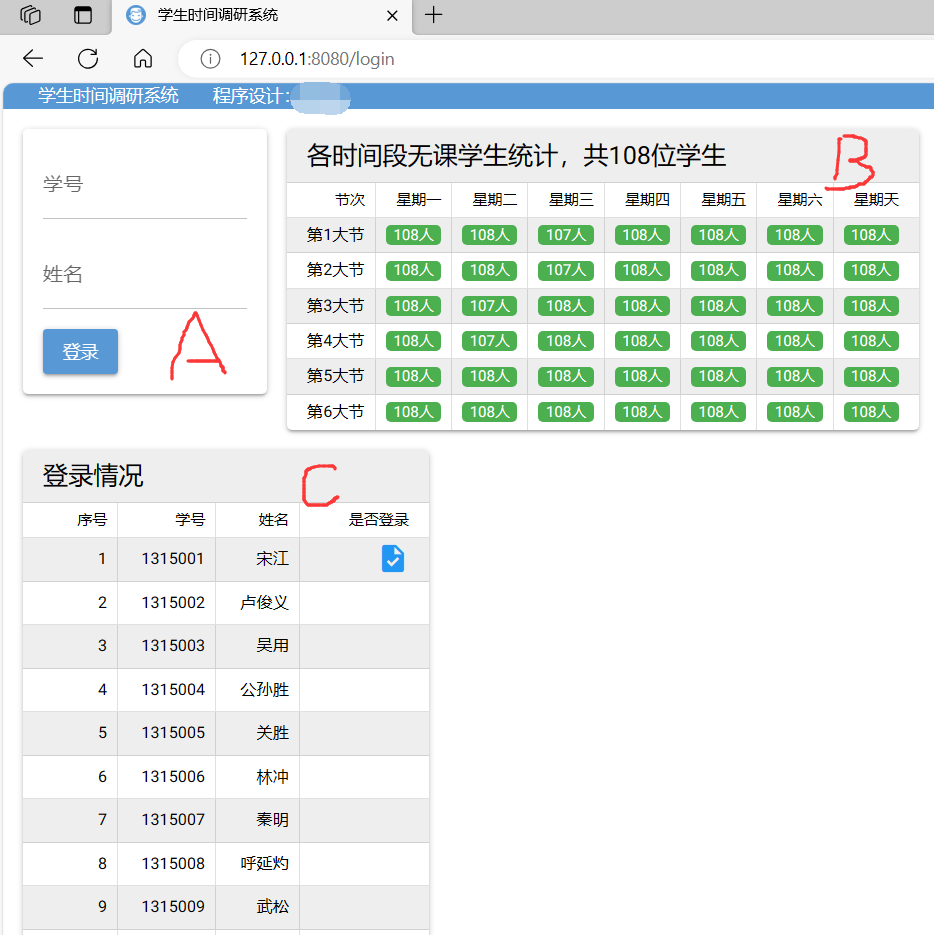 学生时间调研系统
127.0.0.1:8080/login
学生时间调研系统 程序设计:
学号
姓名
登录
A
各时间段无课学生统计，共108位学生
B
节次 星期一 星期二 星期三 星期四 星期五 星期六 星期天
第1大节 108人 108人 107人 108人 108人 108人 108人
第2大节 108人 108人 107人 108人 108人 108人 108人
第3大节 108人 107人 108人 108人 108人 108人 108人
第4大节 108人 107人 108人 108人 108人 108人 108人
第5大节 108人 108人 108人 108人 108人 108人 108人
第6大节 108人 108人 108人 108人 108人 108人 108人
登录情况
C
序号 学号 姓名 是否登录
1 1315001 宋江
2 1315002 卢俊义
3 1315003 吴用
4 1315004 公孙胜
5 1315005 关胜
6 1315006 林冲
7 1315007 秦明
8 1315008 呼延灼
9 1315009 武松